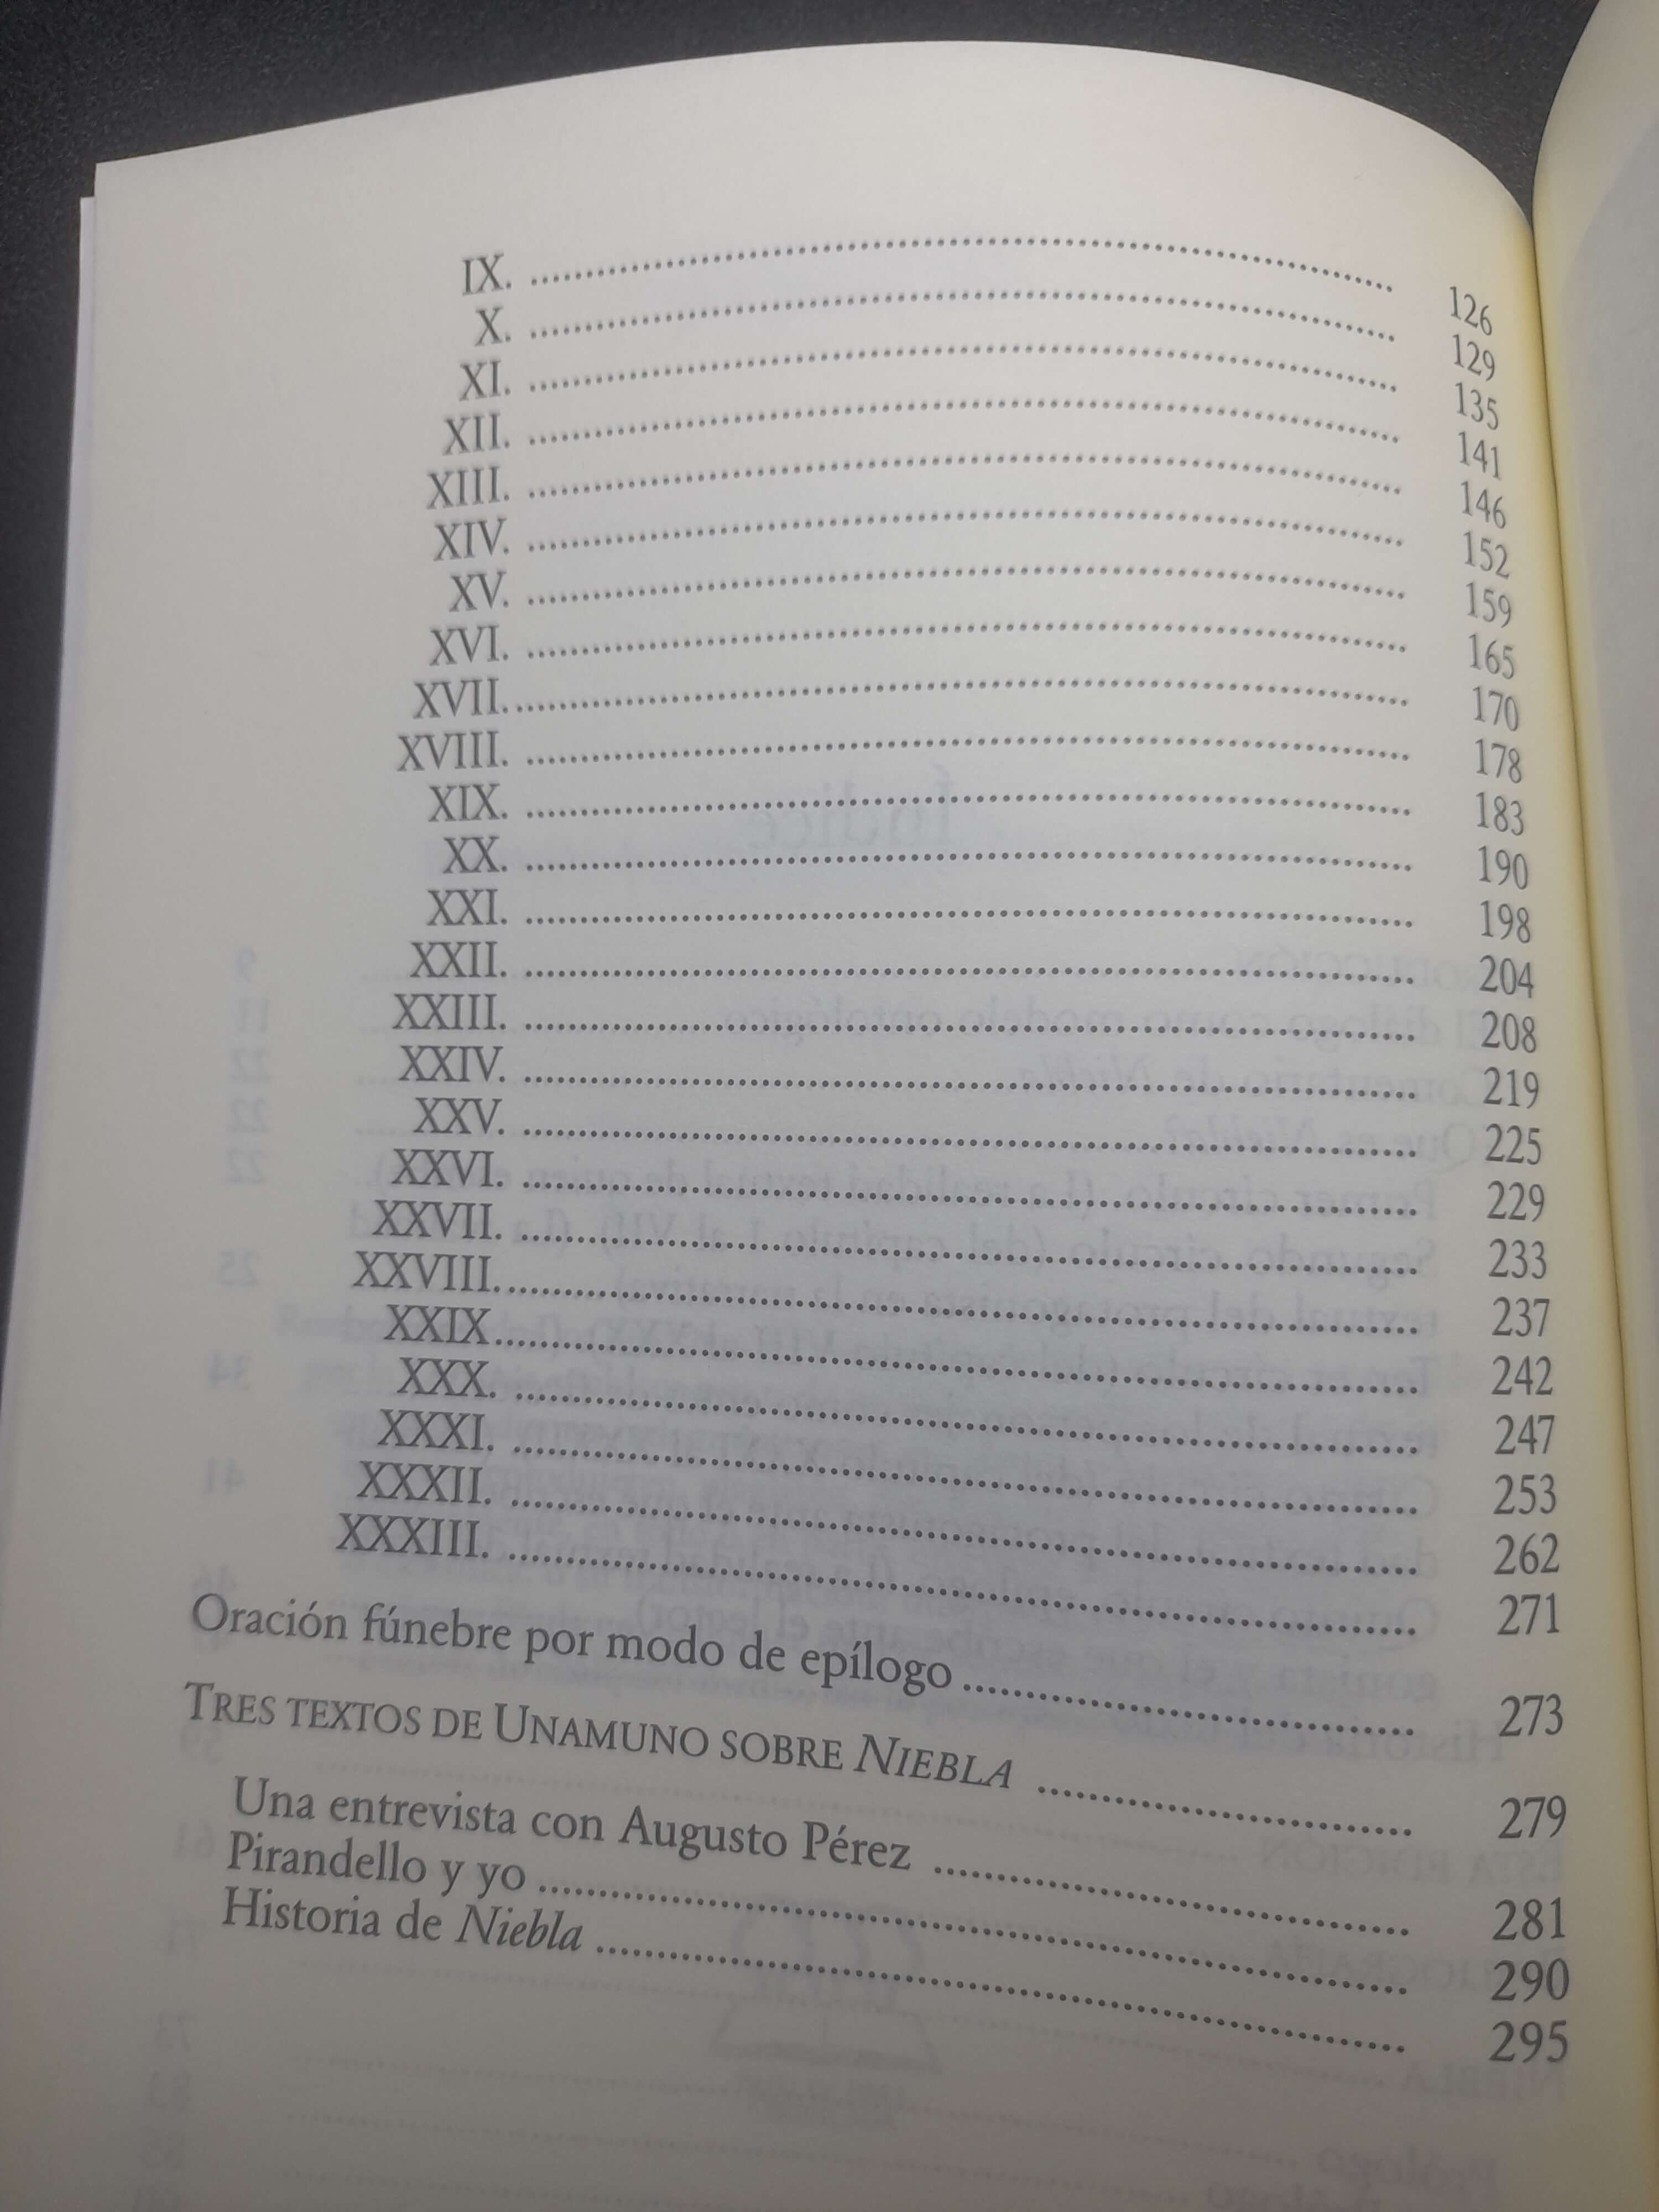 IX. .......... 126
X. .......... 129
XI. .......... 135
XII. .......... 141
XIII. .......... 146
XIV. .......... 152
XV. .......... 159
XVI. .......... 165
XVII. .......... 170
XVIII. .......... 178
XIX. .......... 183
XX. .......... 190
XXI. .......... 198
XXII. .......... 204
XXIII. .......... 208
XXIV. .......... 219
XXV. .......... 225
XXVI. .......... 229
XXVII. .......... 233
XXVIII. .......... 237
XXIX. .......... 242
XXX. .......... 247
XXXI. .......... 253
XXXII. .......... 262
XXXIII. .......... 271
Oración fúnebre por modo de epílogo .......... 273
TRES TEXTOS DE UNAMUNO SOBRE NIEBLA .......... 279
Una entrevista con Augusto Pérez .......... 281
Pirandello y yo .......... 290
Historia de Niebla .......... 295